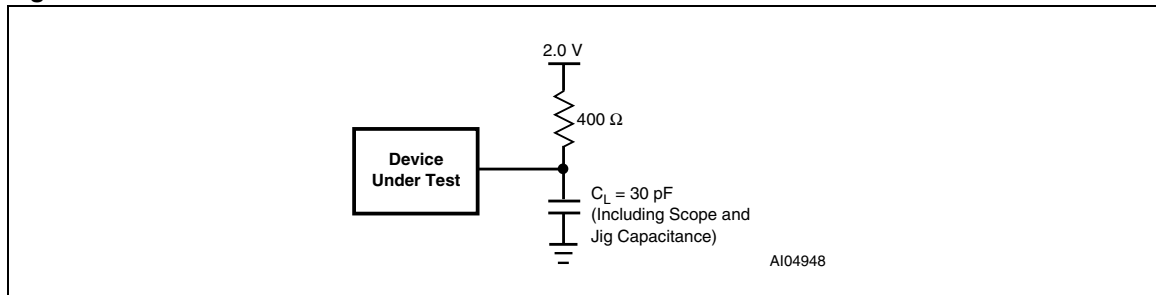 2.0 V
400 Ω
Device
Under Test
C_L = 30 pF
(Including Scope and
Jig Capacitance)
AI04948